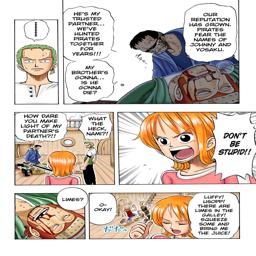 OUR
REPUTATION
HAS GROWN.
PIRATES
FEAR THE
NAMES OF
JOHNNY AND
YOSAKU.
HE'S MY
TRUSTED
PARTNER...
WE'VE
HUNTED
PIRATES
TOGETHER
FOR
YEARS!!!
MY
BROTHER'S
GONNA...
IS HE
GONNA
DIE?
DON'T
BE
STUPID!!
WHAT
THE
HECK,
NAMI?!
HOW DARE
YOU MAKE
LIGHT OF MY
PARTNER'S
DEATH?!!
LUFFY!
USOPP!
THERE ARE
LIMES IN THE
GALLEY!
SQUEEZE
SOME AND
BRING ME
THE JUICE!
O-
OKAY!
LIMES?